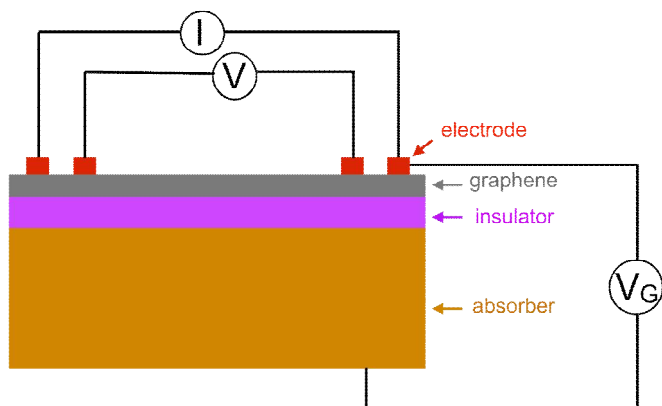 I
V
electrode
graphene
insulator
absorber
VG